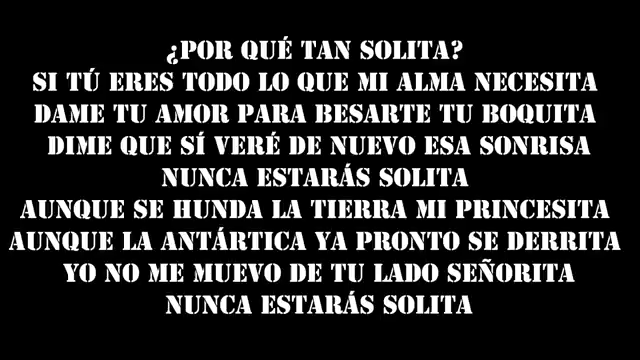 ¿POR QUÉ TAN SOLITA?
SI TÚ ERES TODO LO QUE MI ALMA NECESITA
DAME TU AMOR PARA BESARTE TU BOQUITA
DIME QUE SÍ VERÉ DE NUEVO ESA SONRISA
NUNCA ESTARÁS SOLITA
AUNQUE SE HUNDA LA TIERRA MI PRINCESITA
AUNQUE LA ANTÁRTICA YA PRONTO SE DERRITA
YO NO ME MUEVO DE TU LADO SEÑORITA
NUNCA ESTARÁS SOLITA